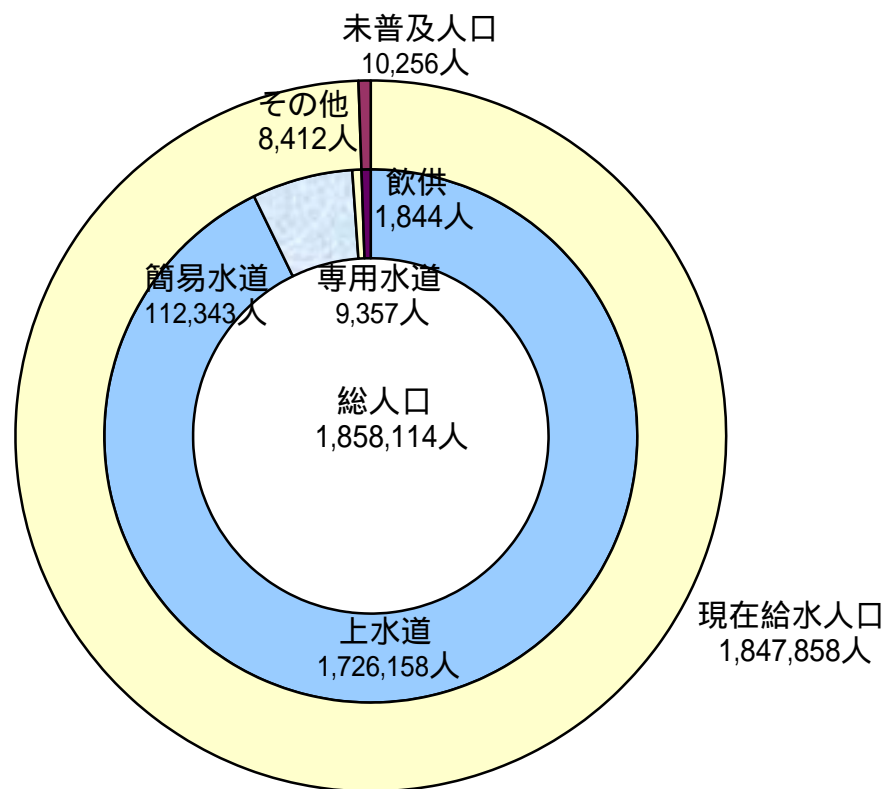 未普及人口
10,256人
その他
8,412人
飲供
1,844人
簡易水道
112,343人
専用水道
9,357人
総人口
1,858,114人
上水道
1,726,158人
現在給水人口
1,847,858人